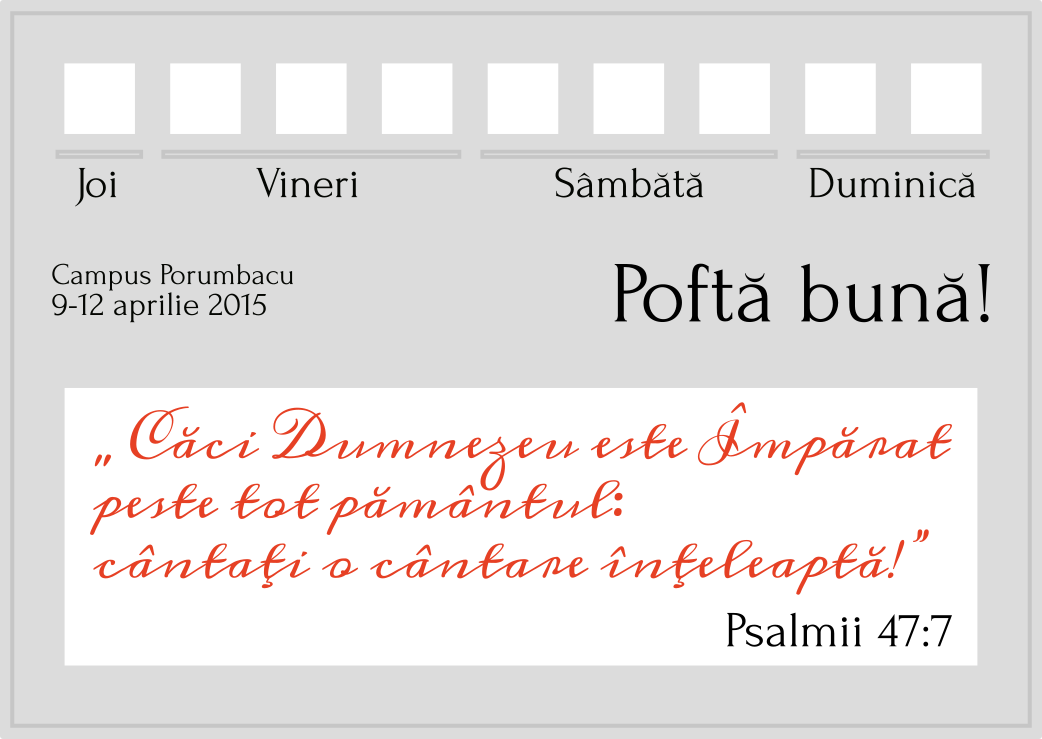 Joi Vineri Sâmbătă Duminică
Campus Porumbacu
9-12 aprilie 2015
Poftă bună!
„Căci Dumnezeu este Împărat
peste tot pământul:
cântaţi o cântare înţeleaptă!”
Psalmii 47:7